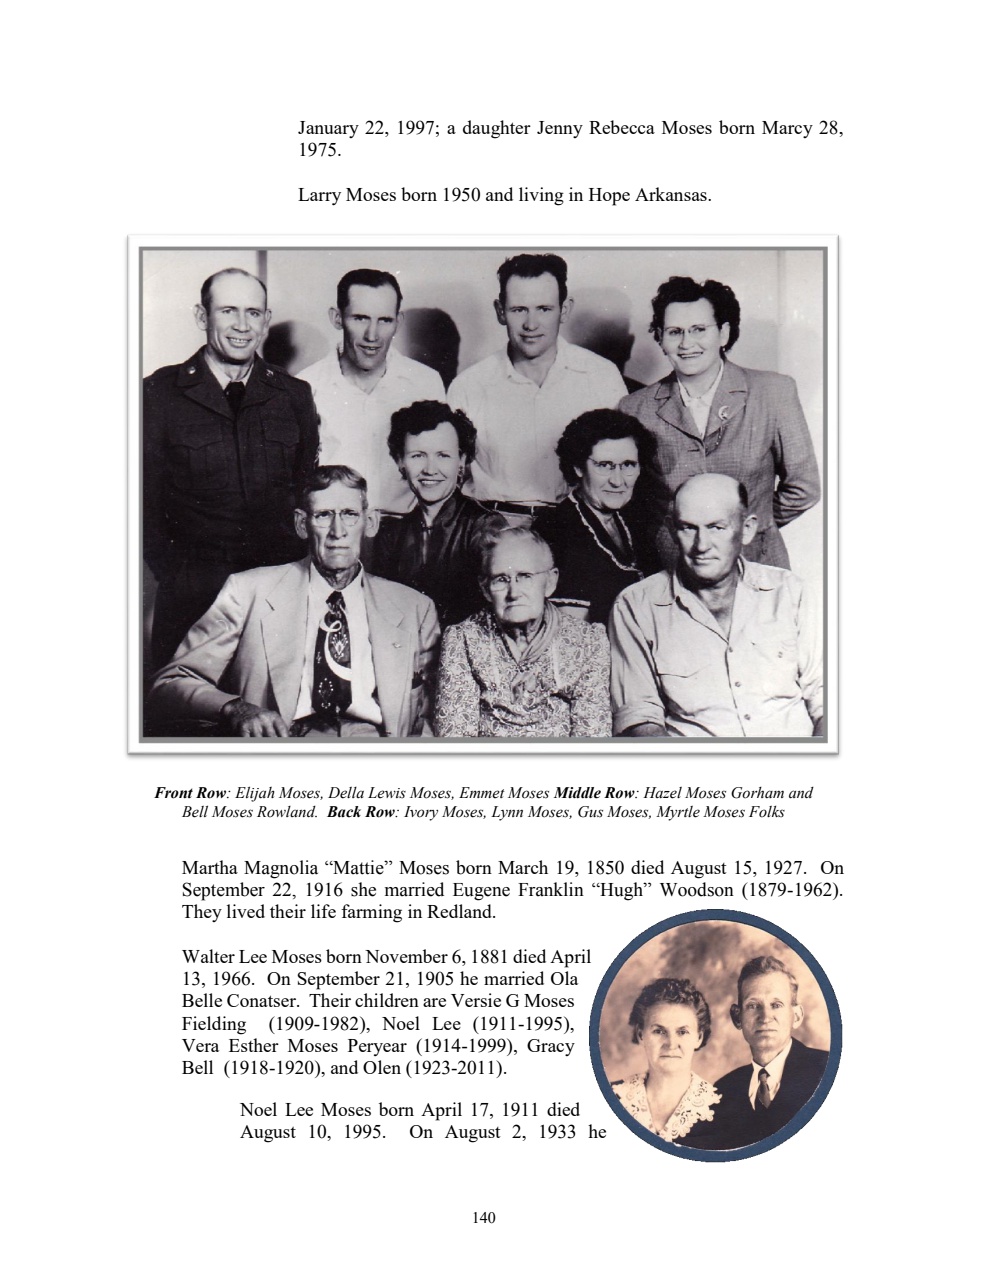 January 22, 1997; a daughter Jenny Rebecca Moses born Marcy 28,
1975.
Larry Moses born 1950 and living in Hope Arkansas.
Front Row: Elijah Moses, Della Lewis Moses, Emmet Moses Middle Row: Hazel Moses Gorham and
Bell Moses Rowland.  Back Row: Ivory Moses, Lynn Moses, Gus Moses, Myrtle Moses Folks
Martha Magnolia “Mattie” Moses born March 19, 1850 died August 15, 1927.  On
September 22, 1916 she married Eugene Franklin “Hugh” Woodson (1879-1962).
They lived their life farming in Redland.
Walter Lee Moses born November 6, 1881 died April
13, 1966.  On September 21, 1905 he married Ola
Belle Conatser.  Their children are Versie G Moses
Fielding  (1909-1982), Noel Lee (1911-1995),
Vera Esther Moses Peryear (1914-1999), Gracy
Bell  (1918-1920), and Olen (1923-2011).
Noel Lee Moses born April 17, 1911 died
August 10, 1995.  On August 2, 1933 he
140